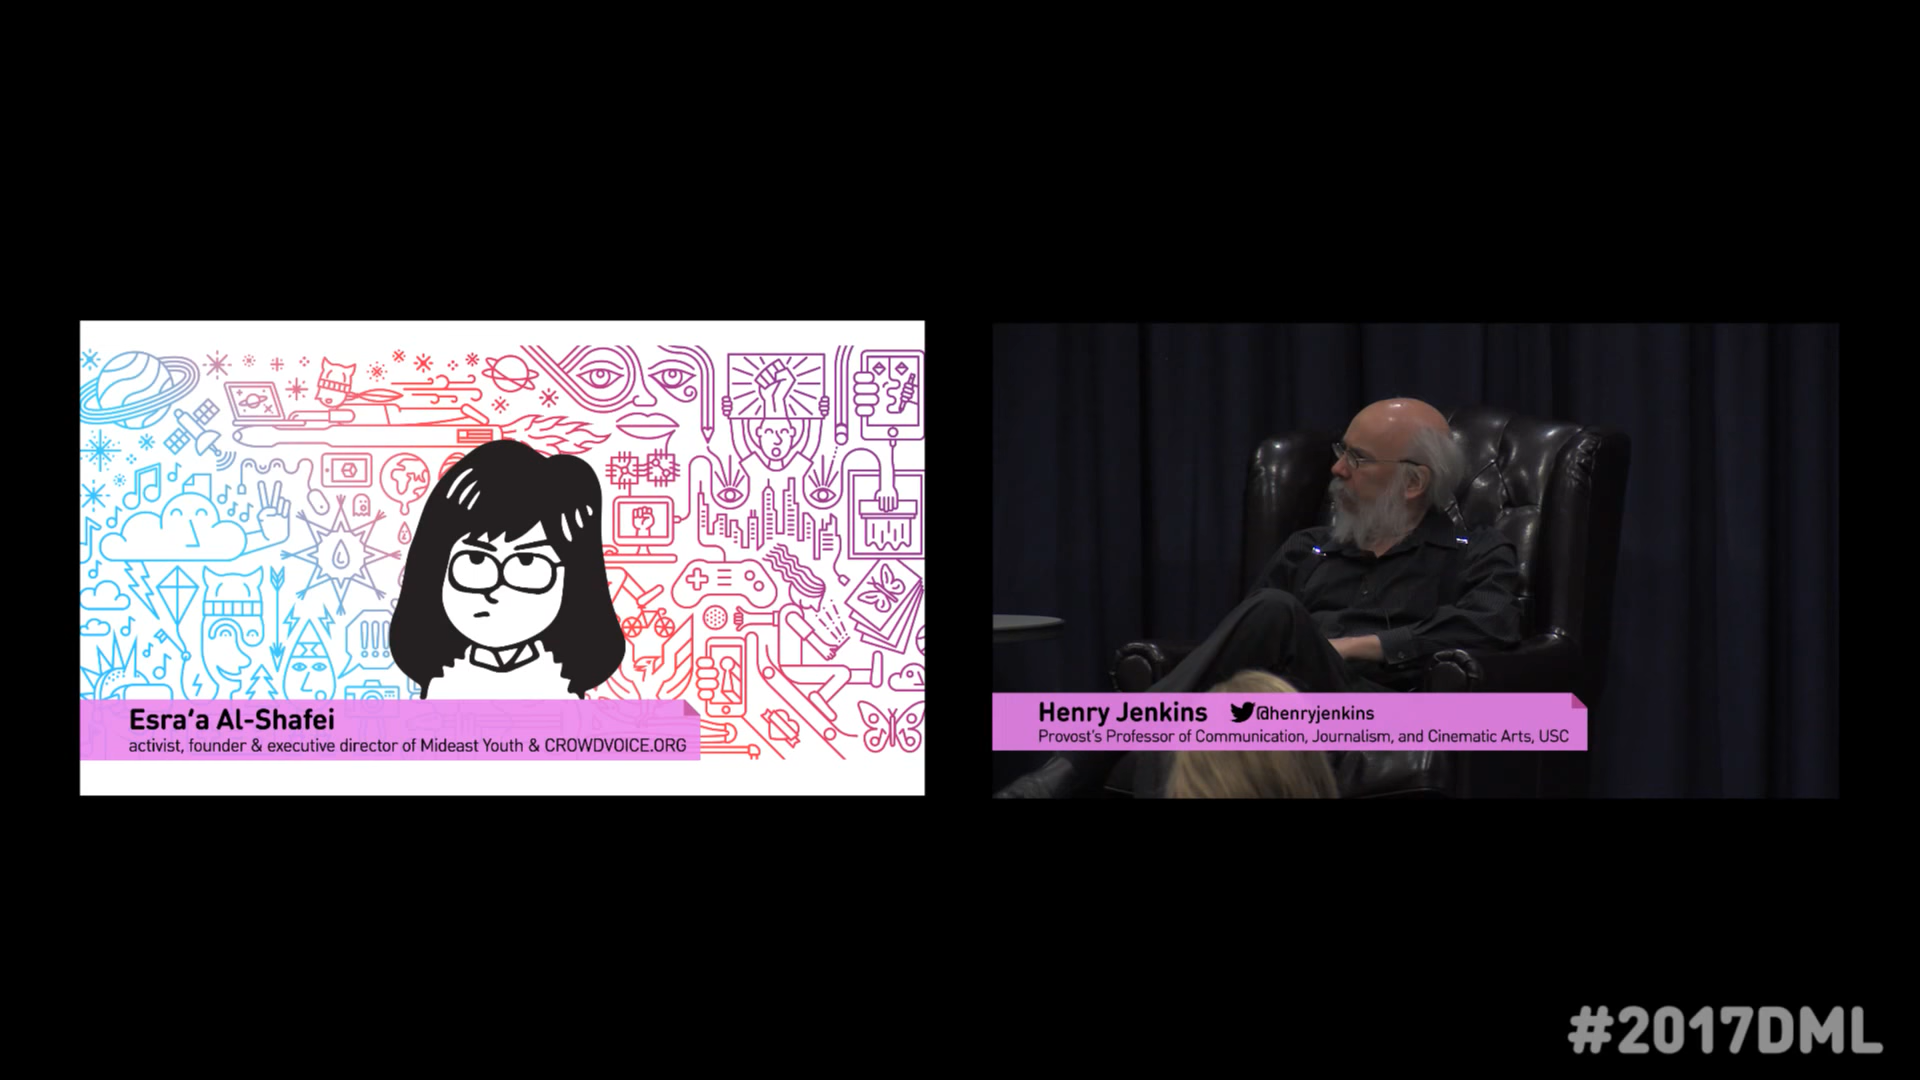 Esra'a Al-Shafei
activist, founder & executive director of Mideast Youth & CROWDVOICE.ORG
Henry Jenkins @henryjenkins
Provost's Professor of Communication, Journalism, and Cinematic Arts, USC
!!!
#2017DML